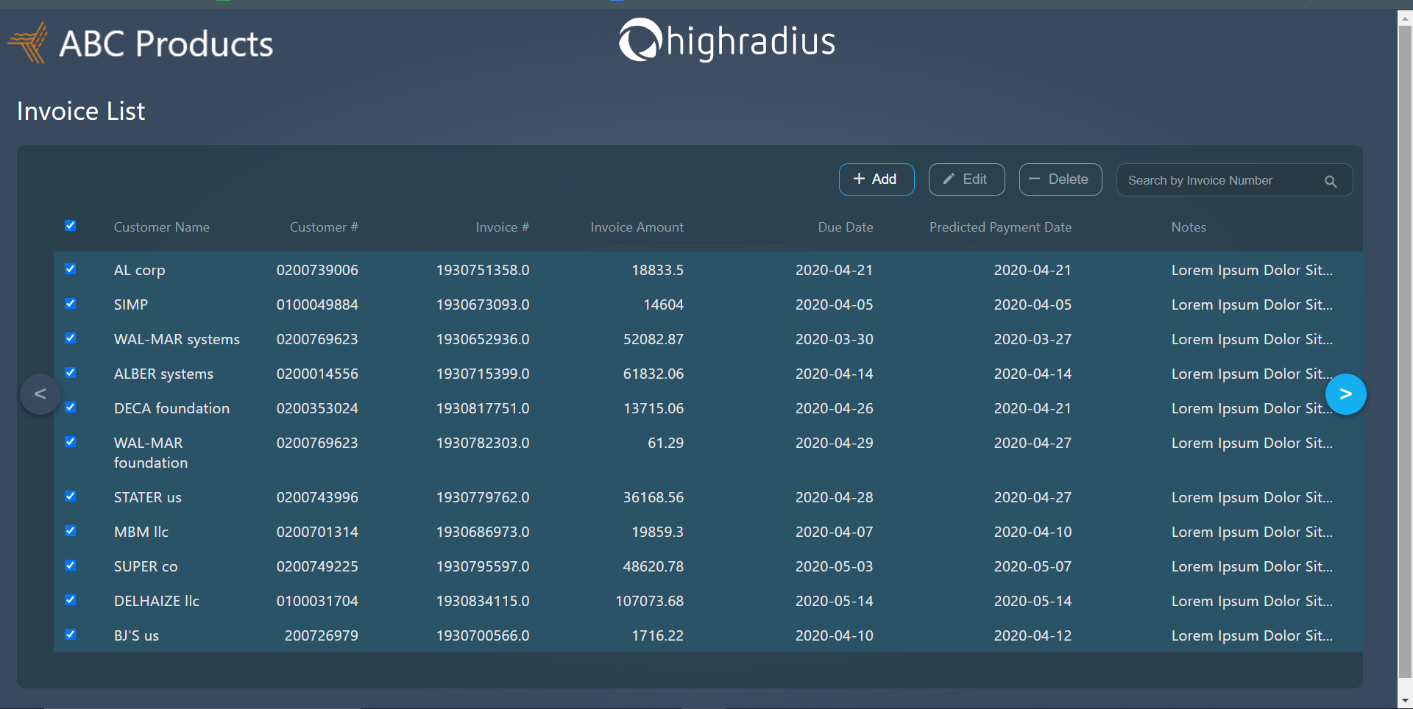 ABC Products
highradius
Invoice List
+ Add Edit − Delete Search by Invoice Number
Customer Name Customer # Invoice # Invoice Amount Due Date Predicted Payment Date Notes
AL corp 0200739006 1930751358.0 18833.5 2020-04-21 2020-04-21 Lorem Ipsum Dolor Sit...
SIMP 0100049884 1930673093.0 14604 2020-04-05 2020-04-05 Lorem Ipsum Dolor Sit...
WAL-MAR systems 0200769623 1930652936.0 52082.87 2020-03-30 2020-03-27 Lorem Ipsum Dolor Sit...
ALBER systems 0200014556 1930715399.0 61832.06 2020-04-14 2020-04-14 Lorem Ipsum Dolor Sit...
< >
DECA foundation 0200353024 1930817751.0 13715.06 2020-04-26 2020-04-21 Lorem Ipsum Dolor Sit...
WAL-MAR 0200769623 1930782303.0 61.29 2020-04-29 2020-04-27 Lorem Ipsum Dolor Sit...
foundation
STATER us 0200743996 1930779762.0 36168.56 2020-04-28 2020-04-27 Lorem Ipsum Dolor Sit...
MBM llc 0200701314 1930686973.0 19859.3 2020-04-07 2020-04-10 Lorem Ipsum Dolor Sit...
SUPER co 0200749225 1930795597.0 48620.78 2020-05-03 2020-05-07 Lorem Ipsum Dolor Sit...
DELHAIZE llc 0100031704 1930834115.0 107073.68 2020-05-14 2020-05-14 Lorem Ipsum Dolor Sit...
BJ'S us 200726979 1930700566.0 1716.22 2020-04-10 2020-04-12 Lorem Ipsum Dolor Sit...